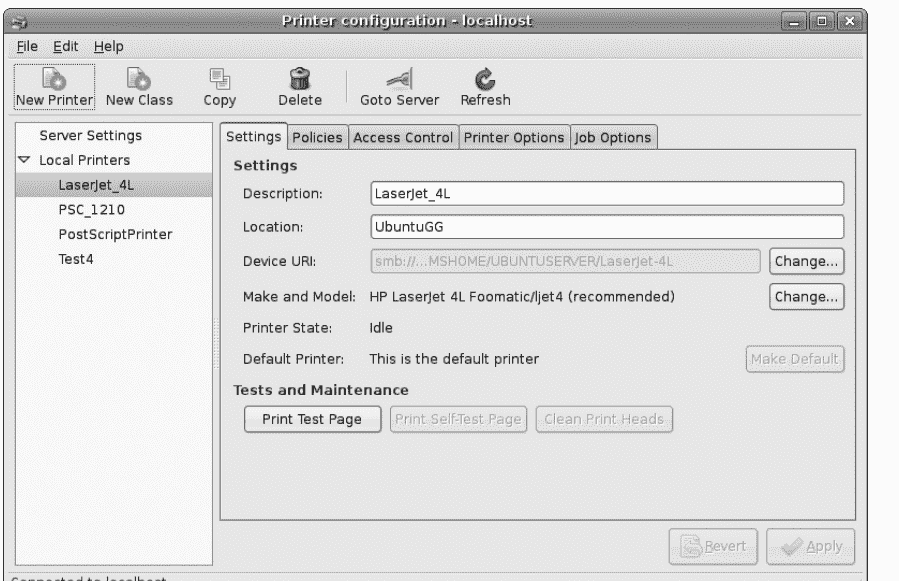 Printer configuration - localhost
File Edit Help
New Printer New Class Copy Delete Goto Server Refresh
Server Settings
Local Printers
LaserJet_4L
PSC_1210
PostScriptPrinter
Test4
Settings Policies Access Control Printer Options Job Options
Settings
Description: LaserJet_4L
Location: UbuntuGG
Device URI: smb://...MSHOME/UBUNTUSERVER/Laserjet-4L Change...
Make and Model: HP LaserJet 4L Foomatic/ljet4 (recommended) Change...
Printer State: Idle
Default Printer: This is the default printer Make Default
Tests and Maintenance
Print Test Page Print Self-Test Page Clean Print Heads
Revert Apply
Connected to localhost